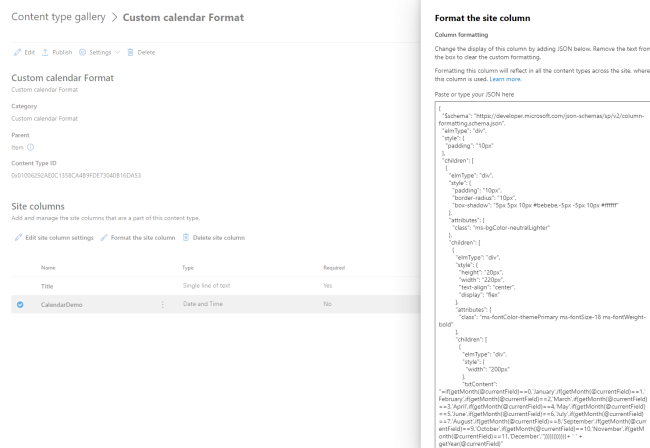 Content type gallery > Custom calendar Format
Edit Publish Settings Delete
Custom calendar Format
Custom calendar Format
Category
Custom calendar Format
Parent
Item
Content Type ID
0x01006292AE0C1358CA4B9FDE73040B16DA53
Site columns
Add and manage the site columns that are a part of this content type.
Edit site column settings Format the site column Delete site column
Name Type Required
Title Single line of text Yes
CalendarDemo Date and Time No
Format the site column
Column formatting
Change the display of this column by adding JSON below. Remove the text from
the box to clear the custom formatting.
Formatting this column will reflect in all the content types across the site, where
this column is used. Learn more.
Paste or type your JSON here
{
"$schema": "https://developer.microsoft.com/json-schemas/sp/v2/column-
formatting.schema.json",
"elmType": "div",
"style": {
"padding": "10px"
},
"children": [
{
"elmType": "div",
"style": {
"padding": "10px",
"border-radius": "10px",
"box-shadow": "5px 5px 10px #bebebe,-5px -5px 10px #ffffff"
},
"attributes": {
"class": "ms-bgColor-neutralLighter"
},
"children": [
{
"elmType": "div",
"style": {
"height": "20px",
"width": "220px",
"text-align": "center",
"display": "flex"
},
"attributes": {
"class": "ms-fontColor-themePrimary ms-fontSize-18 ms-fontWeight-
bold"
},
"children": [
{
"elmType": "div",
"style": {
"width": "200px"
},
"txtContent":
"=if(getMonth(@currentField)==0,'January',if(getMonth(@currentField)==1,'
February',if(getMonth(@currentField)==2,'March',if(getMonth(@currentField)
==3,'April',if(getMonth(@currentField)==4,'May',if(getMonth(@currentField)
==5,'June',if(getMonth(@currentField)==6,'July',if(getMonth(@currentField)
==7,'August',if(getMonth(@currentField)==8,'September',if(getMonth(@curr
entField)==9,'October',if(getMonth(@currentField)==10,'November',if(getM
onth(@currentField)==11,'December','')))))))))))) + ' ' +
getYear(@currentField)"